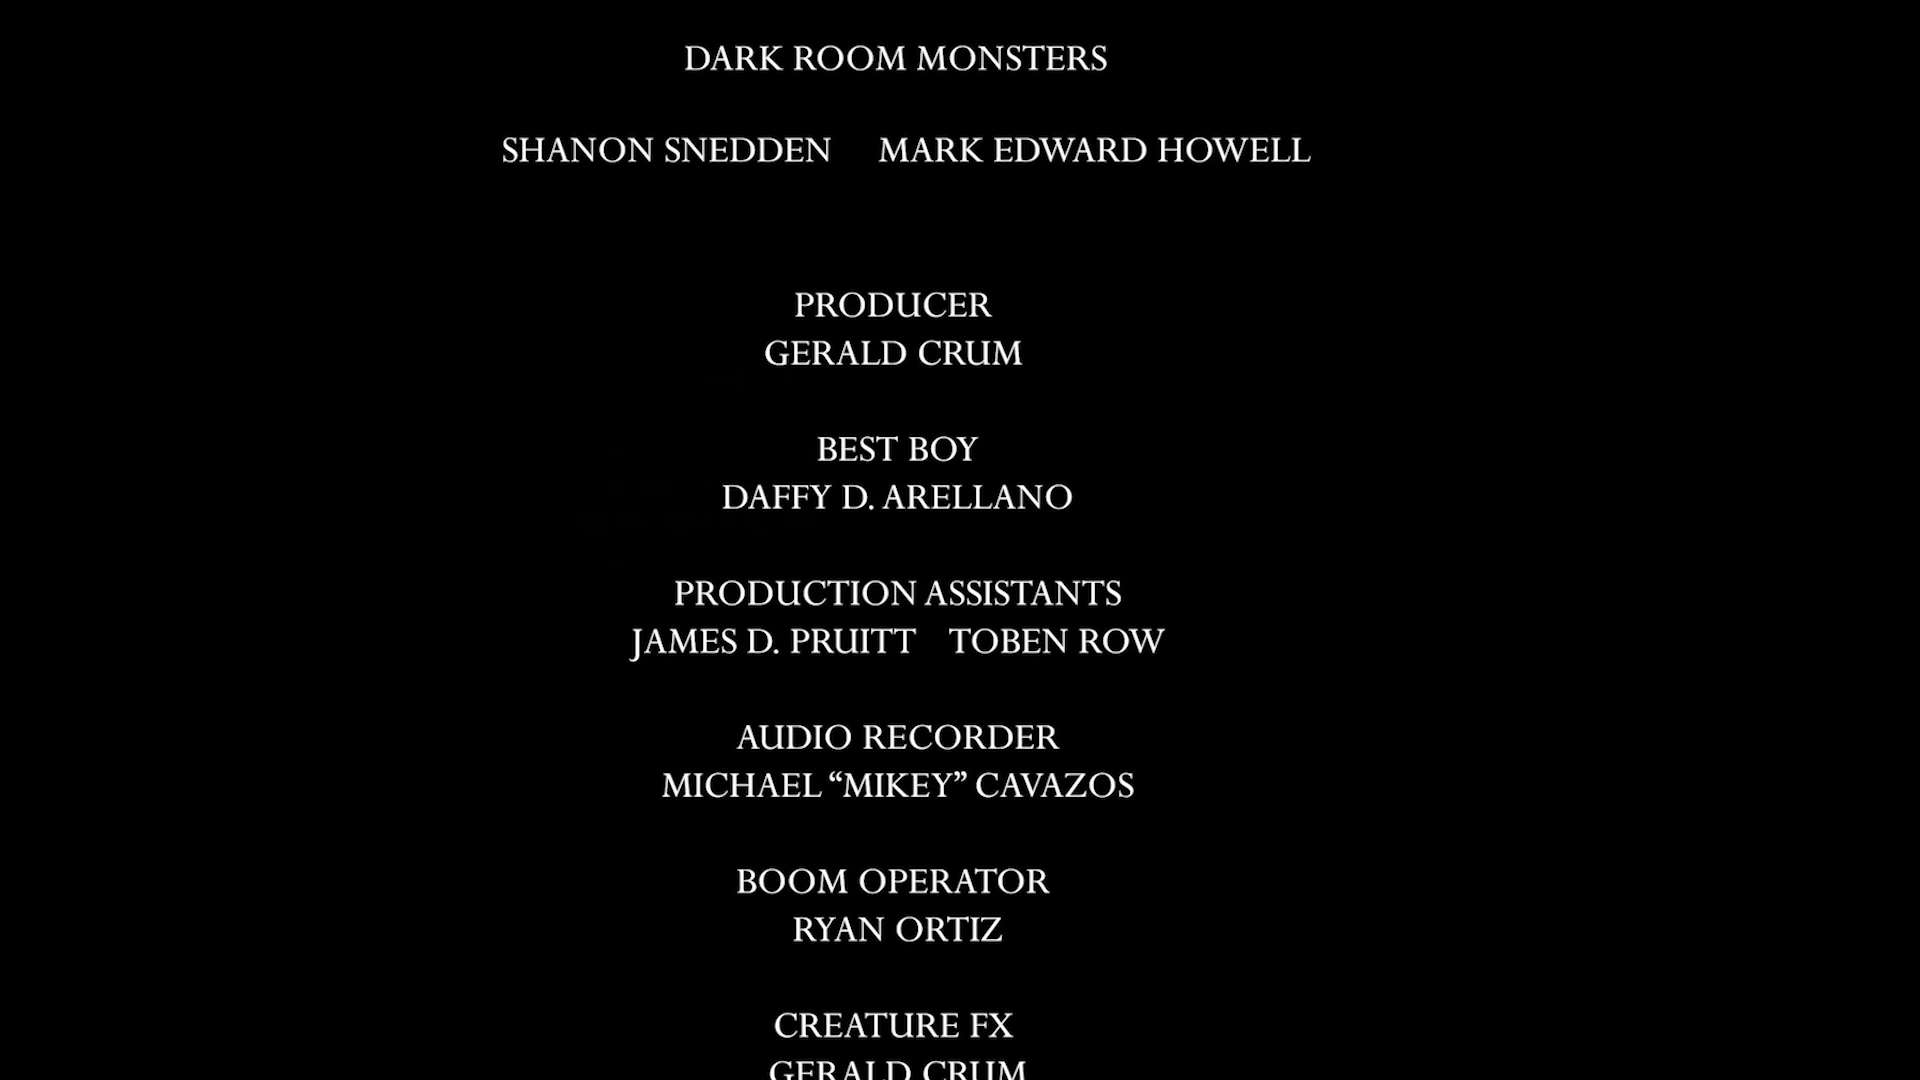 DARK ROOM MONSTERS
SHANON SNEDDEN MARK EDWARD HOWELL
PRODUCER
GERALD CRUM
BEST BOY
DAFFY D. ARELLANO
PRODUCTION ASSISTANTS
JAMES D. PRUITT TOBEN ROW
AUDIO RECORDER
MICHAEL “MIKEY” CAVAZOS
BOOM OPERATOR
RYAN ORTIZ
CREATURE FX
GERALD CRUM